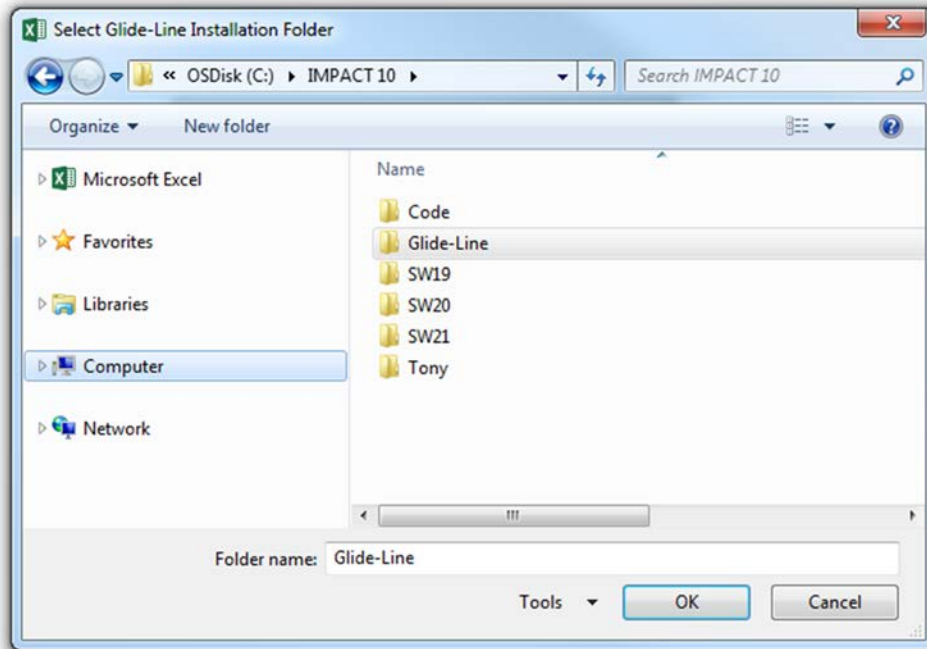 Select Glide-Line Installation Folder
« OSDisk (C:) ▸ IMPACT 10 ▸
Search IMPACT 10
Organize
New folder
Microsoft Excel
Favorites
Libraries
Computer
Network
Name
Code
Glide-Line
SW19
SW20
SW21
Tony
Folder name: Glide-Line
Tools
OK
Cancel